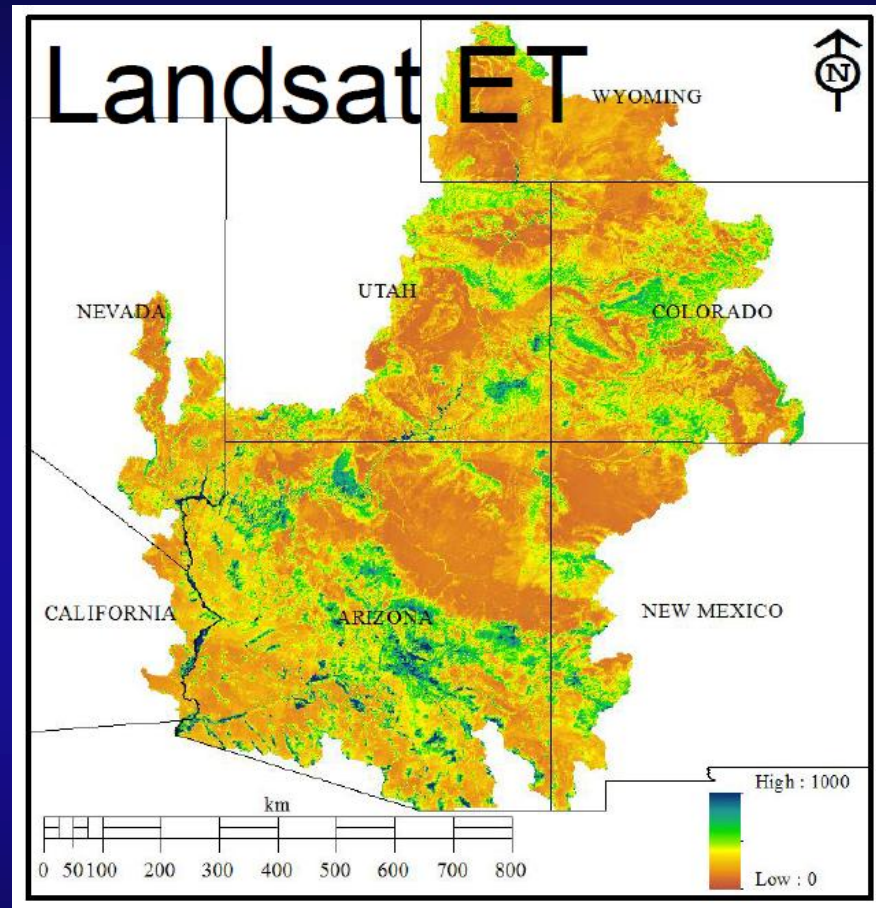 Landsat ET
N
WYOMING
UTAH
NEVADA
COLORADO
CALIFORNIA
ARIZONA
NEW MEXICO
High : 1000
Low : 0
km
0 50 100 200 300 400 500 600 700 800